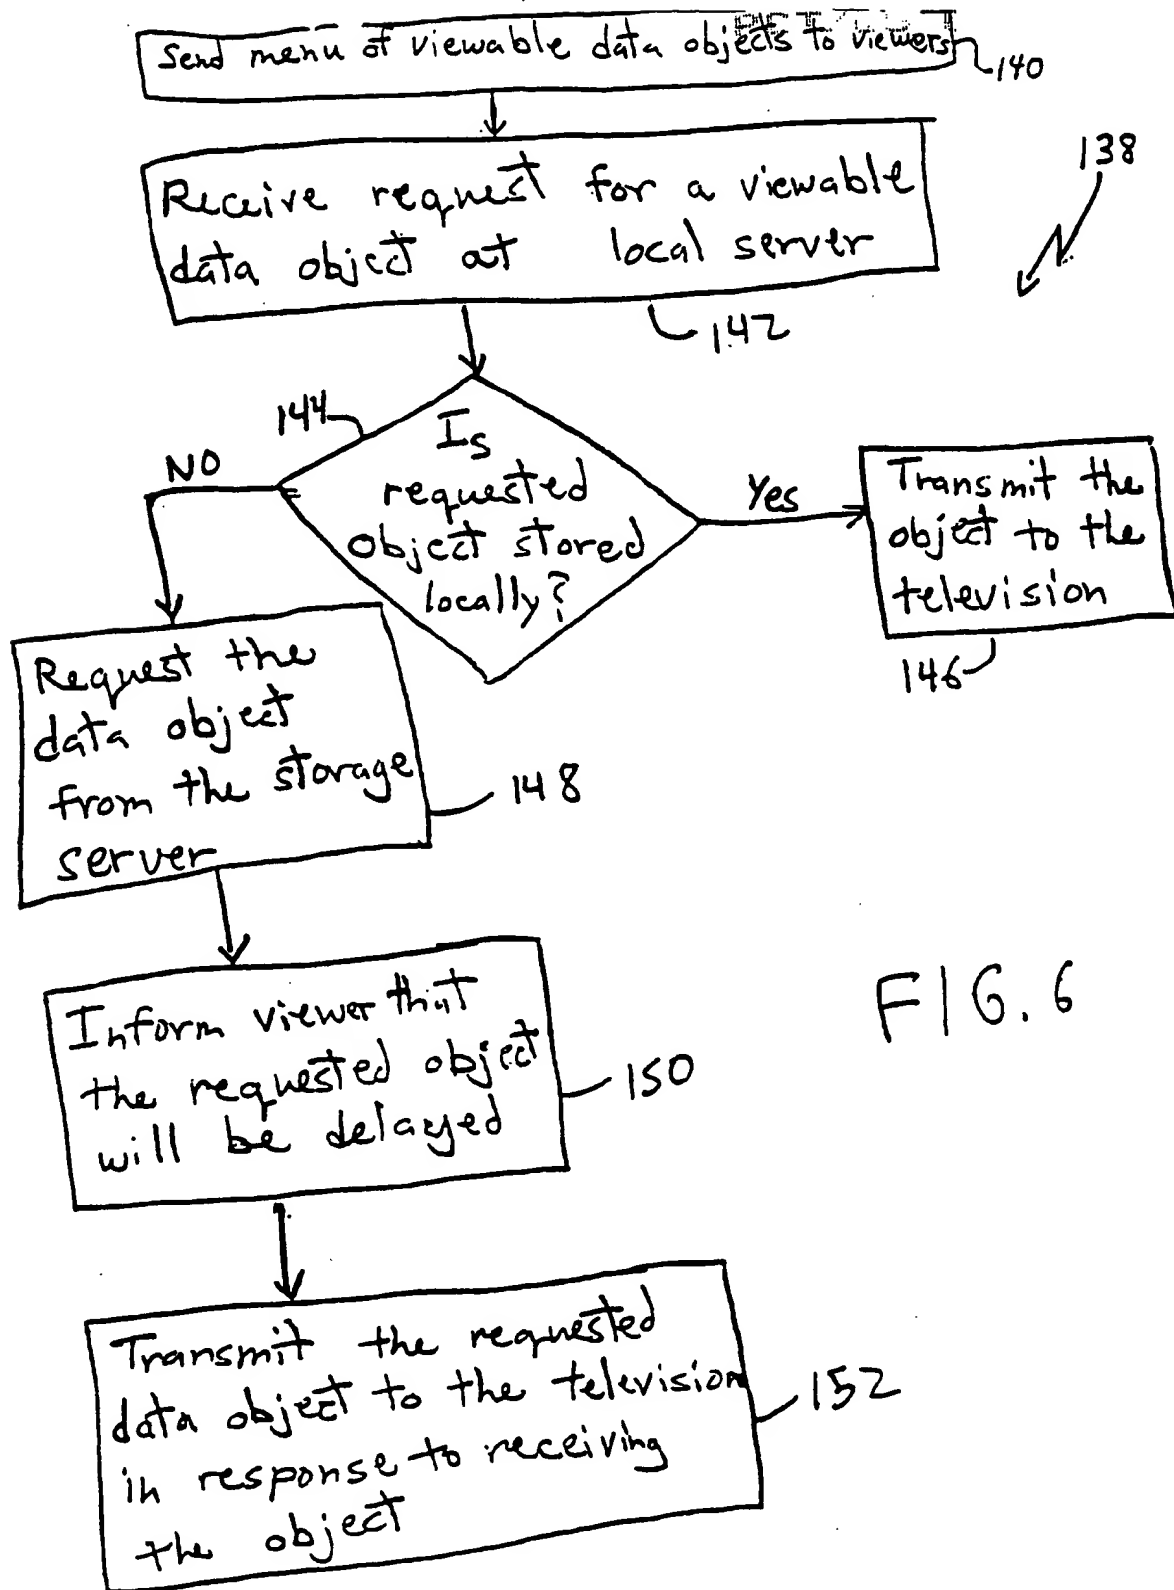 Send menu of viewable data objects to viewers
140
Receive request for a viewable
data object at local server
138
142
144
Is
requested
object stored
locally?
NO
Yes
Transmit the
object to the
television
146
Request the
data object
from the storage
server
148
Inform viewer that
the requested object
will be delayed
150
FIG. 6
Transmit the requested
data object to the television
in response to receiving
the object
152